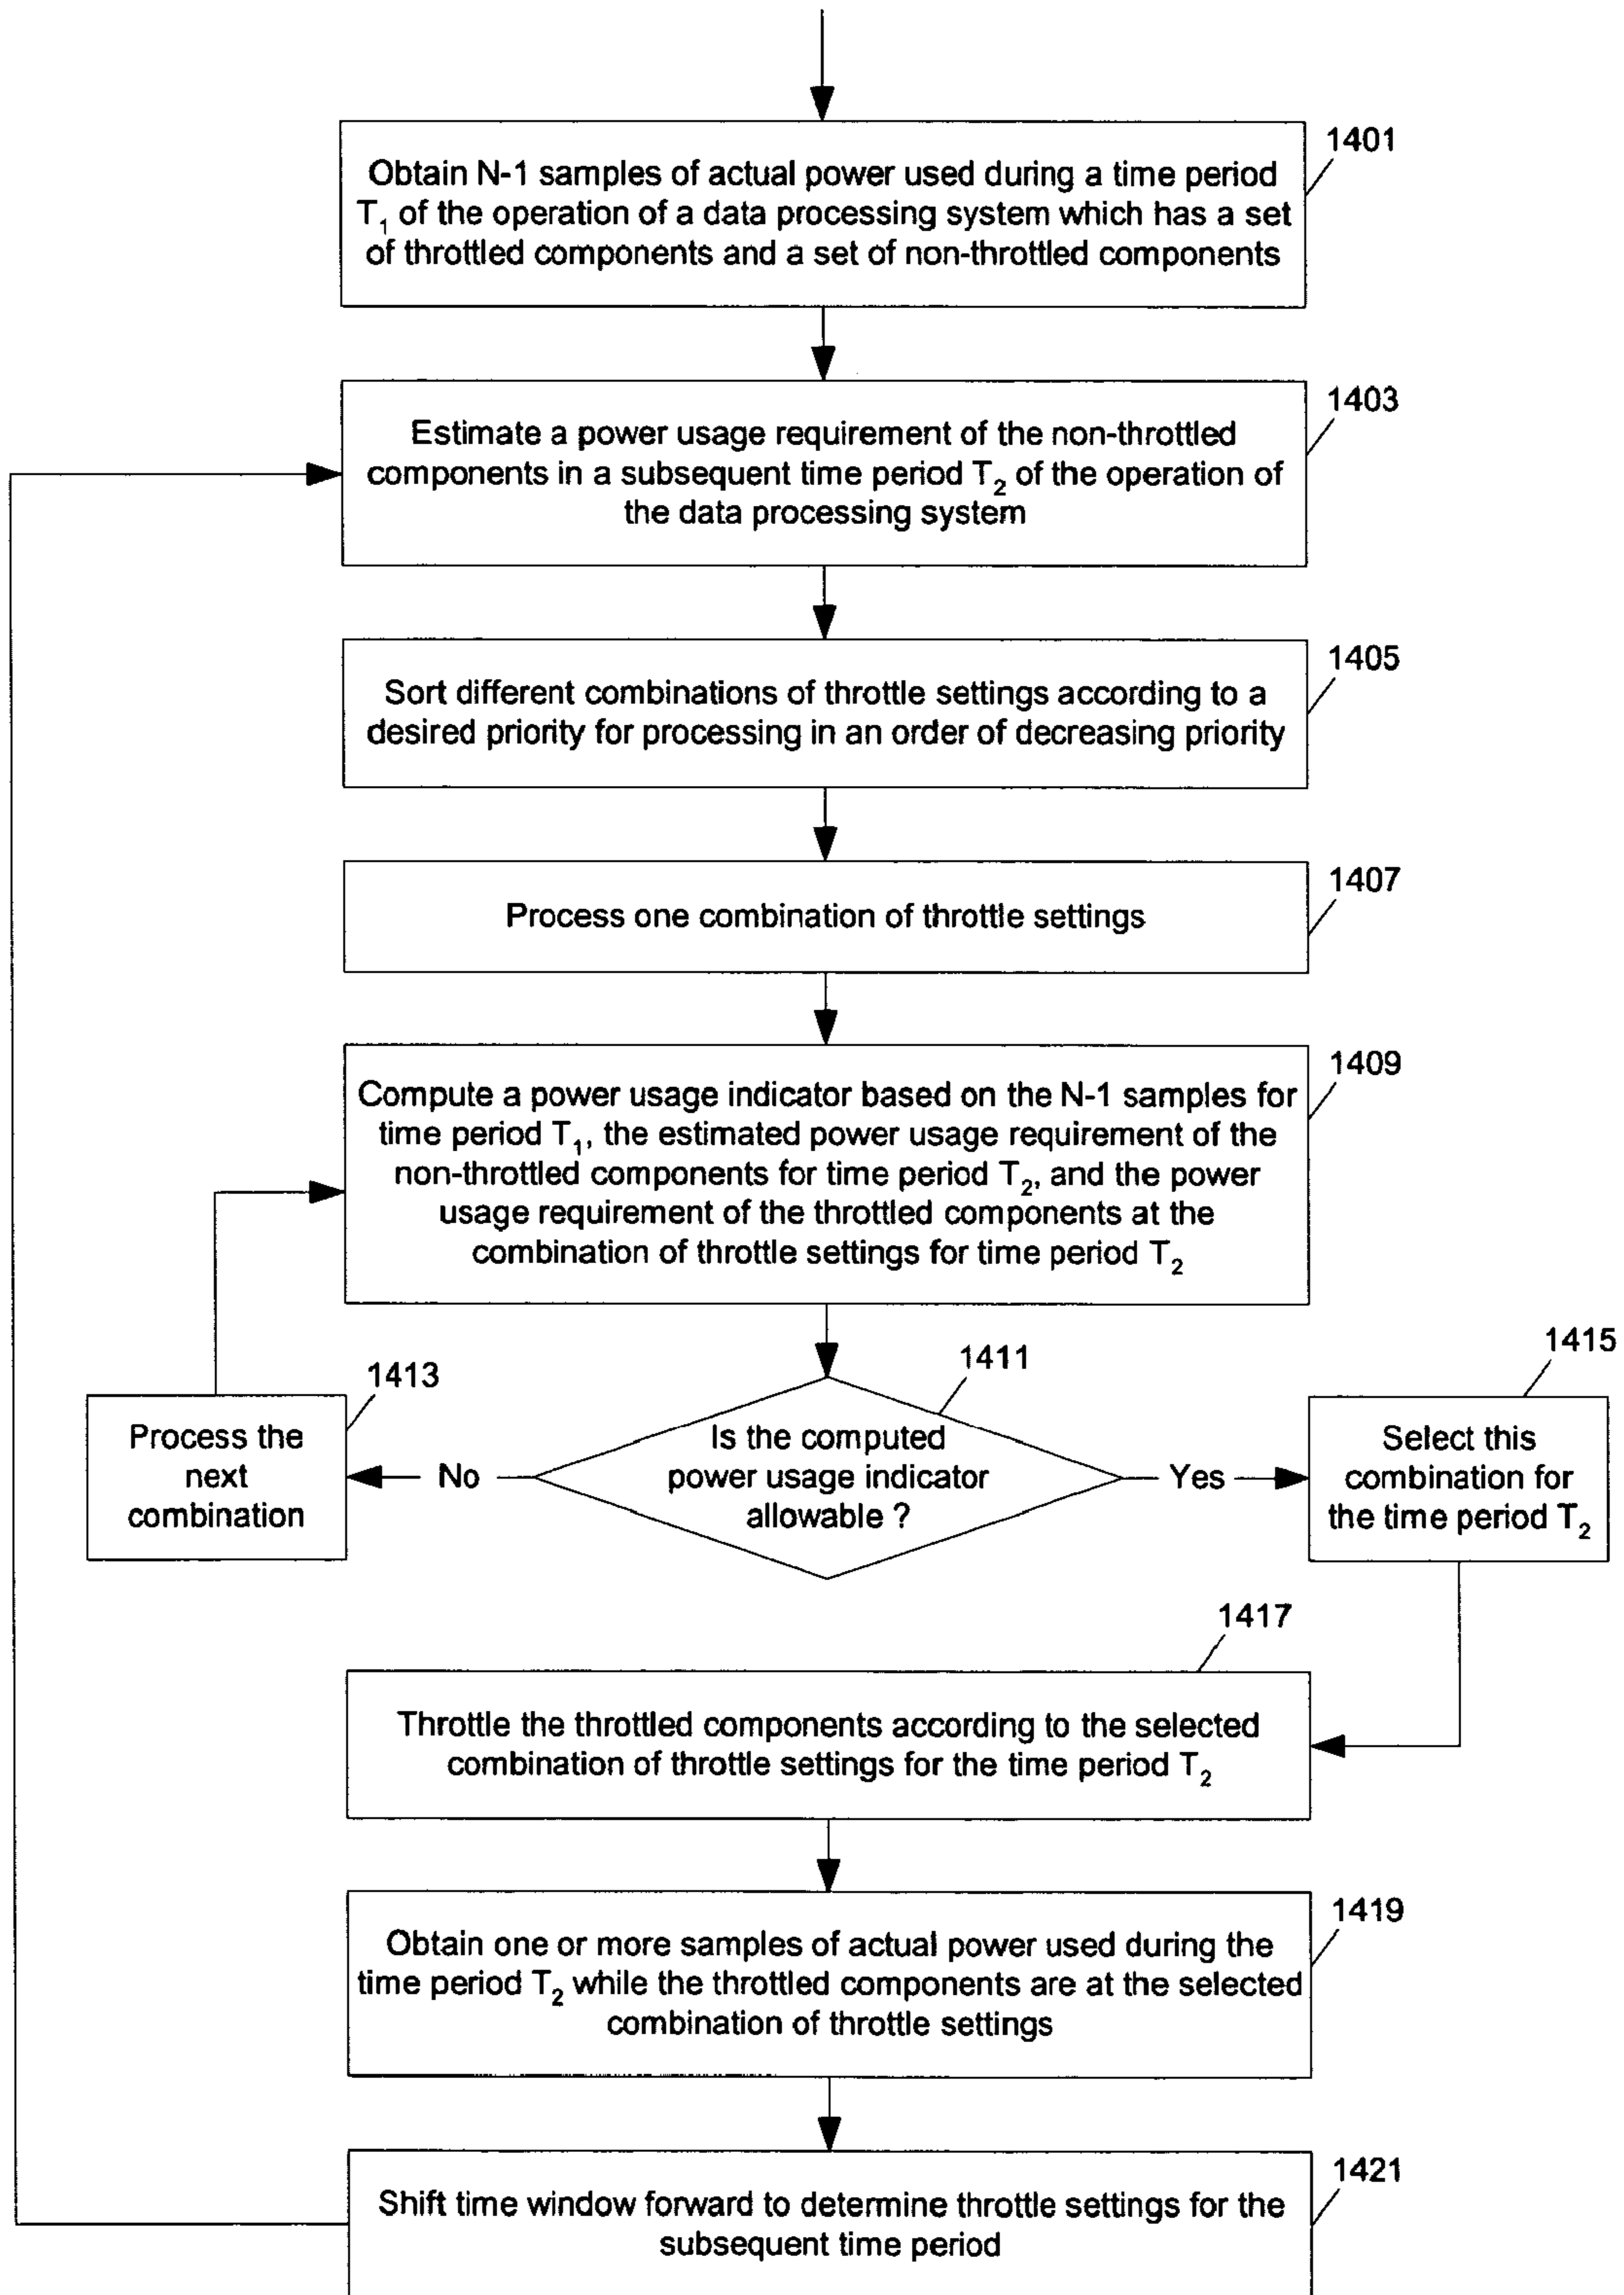 1401
Obtain N-1 samples of actual power used during a time period
T₁ of the operation of a data processing system which has a set
of throttled components and a set of non-throttled components
1403
Estimate a power usage requirement of the non-throttled
components in a subsequent time period T₂ of the operation of
the data processing system
1405
Sort different combinations of throttle settings according to a
desired priority for processing in an order of decreasing priority
1407
Process one combination of throttle settings
1409
Compute a power usage indicator based on the N-1 samples for
time period T₁, the estimated power usage requirement of the
non-throttled components for time period T₂, and the power
usage requirement of the throttled components at the
combination of throttle settings for time period T₂
1411
Is the computed
power usage indicator
allowable ?
No
1413
Process the
next
combination
Yes
1415
Select this
combination for
the time period T₂
1417
Throttle the throttled components according to the selected
combination of throttle settings for the time period T₂
1419
Obtain one or more samples of actual power used during the
time period T₂ while the throttled components are at the selected
combination of throttle settings
1421
Shift time window forward to determine throttle settings for the
subsequent time period